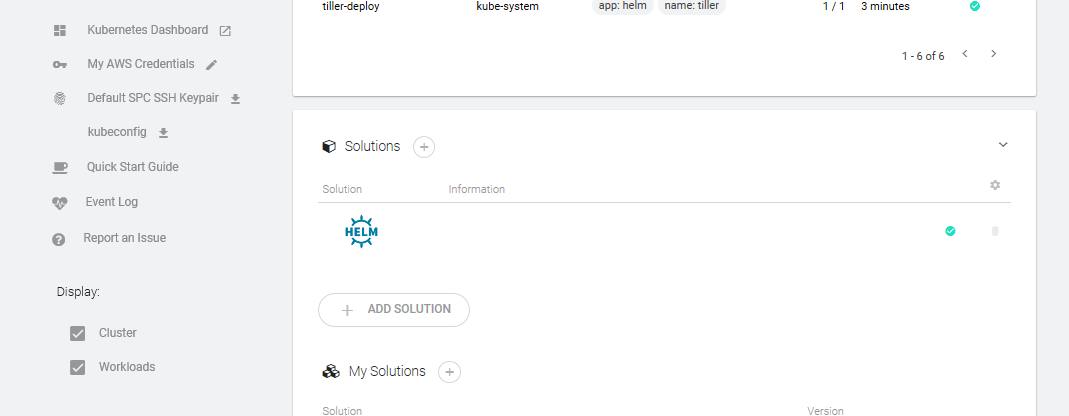 tiller-deploy kube-system app: helm name: tiller 1 / 1 3 minutes
1 - 6 of 6
Kubernetes Dashboard
My AWS Credentials
Default SPC SSH Keypair
kubeconfig
Quick Start Guide
Event Log
Report an Issue
Display:
Cluster
Workloads
Solutions
Solution Information
HELM
ADD SOLUTION
My Solutions
Solution Version